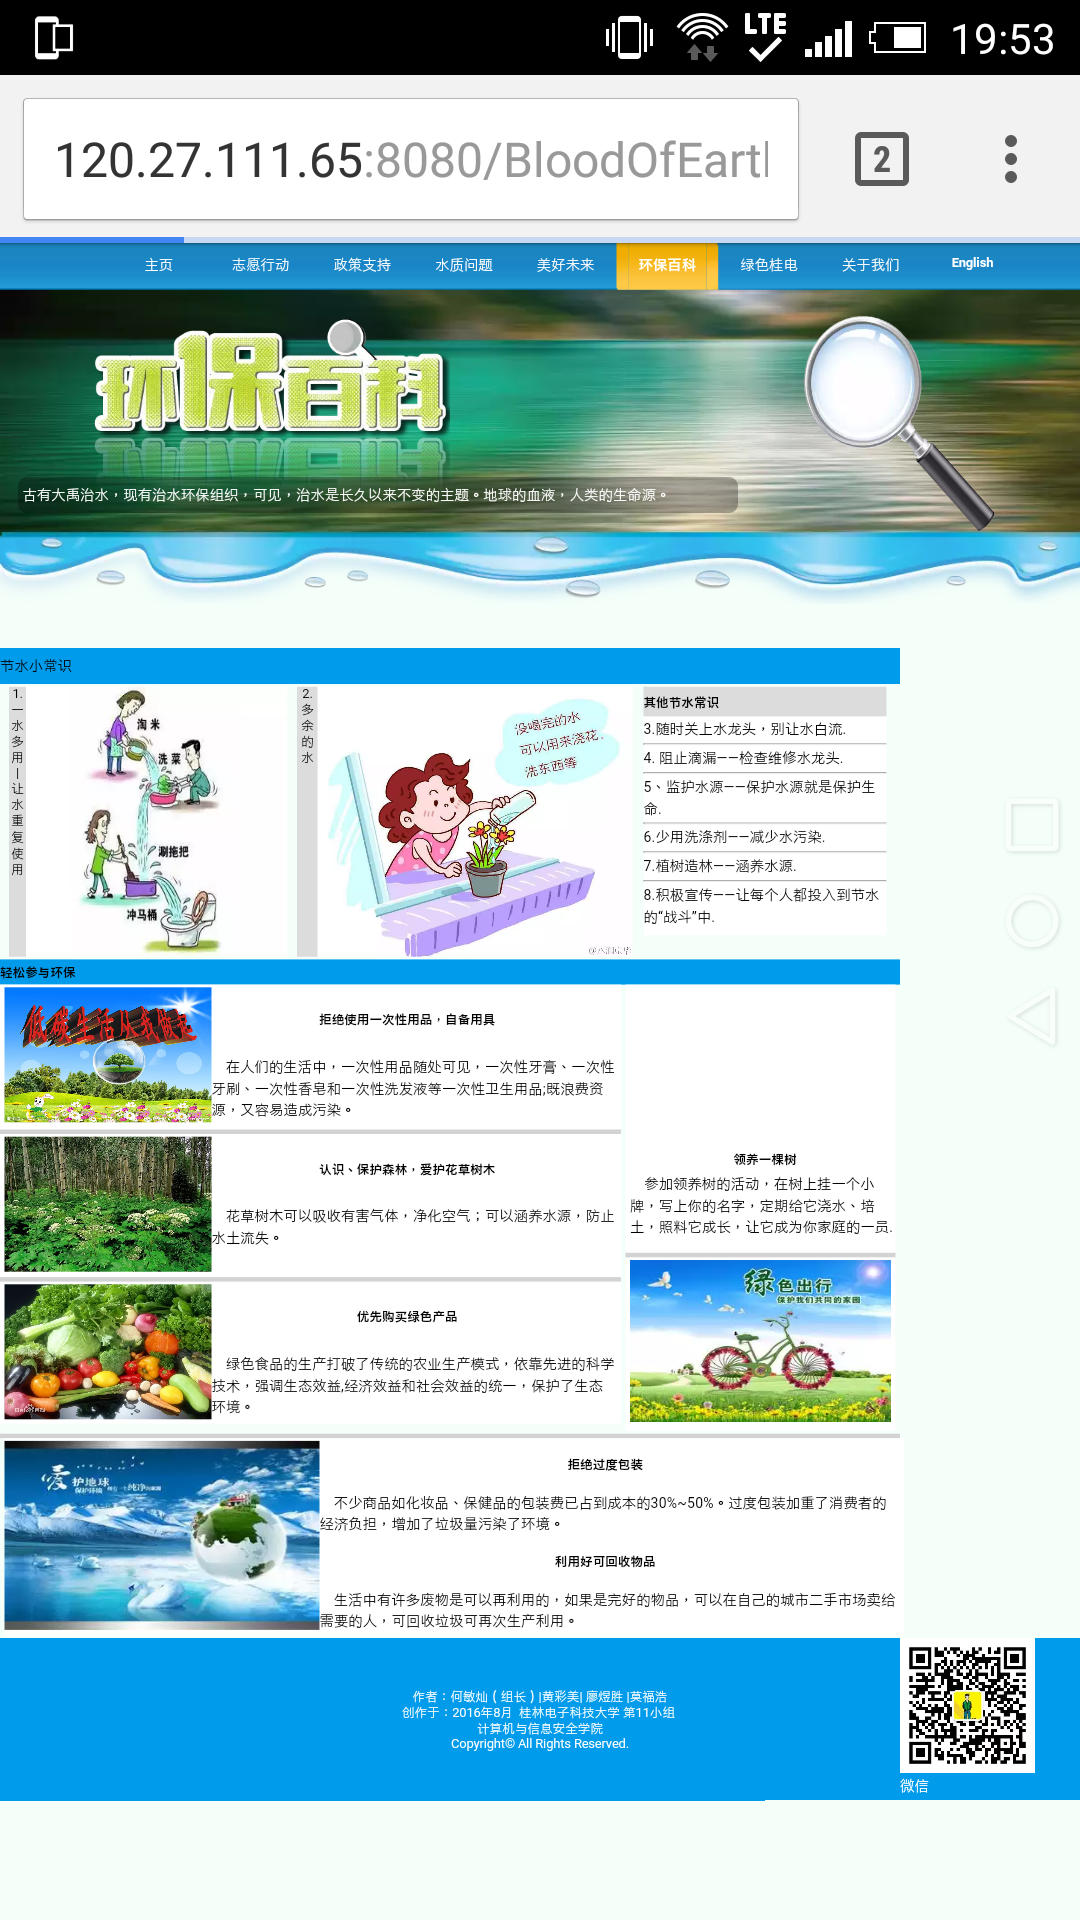 LTE
19:53
120.27.111.65:8080/BloodOfEart
2
主页 志愿行动 政策支持 水质问题 美好未来 环保百科 绿色桂电 关于我们 English
环保百科
古有大禹治水，现有治水环保组织，可见，治水是长久以来不变的主题。地球的血液，人类的生命源。
节水小常识
1.一水多用|让水重复使用
淘米
洗菜
涮拖把
冲马桶
2.多余的水
没喝完的水
可以用来浇花.
洗东西等
其他节水常识
3.随时关上水龙头，别让水白流.
4. 阻止滴漏——检查维修水龙头.
5、监护水源——保护水源就是保护生
命.
6.少用洗涤剂——减少水污染.
7.植树造林——涵养水源.
8.积极宣传——让每个人都投入到节水
的“战斗”中.
轻松参与环保
低碳生活从我做起
拒绝使用一次性用品，自备用具
在人们的生活中，一次性用品随处可见，一次性牙膏、一次性
牙刷、一次性香皂和一次性洗发液等一次性卫生用品;既浪费资
源，又容易造成污染。
认识、保护森林，爱护花草树木
花草树木可以吸收有害气体，净化空气；可以涵养水源，防止
水土流失。
优先购买绿色产品
绿色食品的生产打破了传统的农业生产模式，依靠先进的科学
技术，强调生态效益,经济效益和社会效益的统一，保护了生态
环境。
领养一棵树
参加领养树的活动，在树上挂一个小
牌，写上你的名字，定期给它浇水、培
土，照料它成长，让它成为你家庭的一员.
绿色出行
保护我们共同的家园
爱护地球
保护环境
拒绝过度包装
不少商品如化妆品、保健品的包装费已占到成本的30%~50%。过度包装加重了消费者的
经济负担，增加了垃圾量污染了环境。
利用好可回收物品
生活中有许多废物是可以再利用的，如果是完好的物品，可以在自己的城市二手市场卖给
需要的人，可回收垃圾可再次生产利用。
作者：何敏灿（组长）|黄彩美| 廖煜胜 |莫福浩
创作于：2016年8月 桂林电子科技大学 第11小组
计算机与信息安全学院
Copyright© All Rights Reserved.
微信